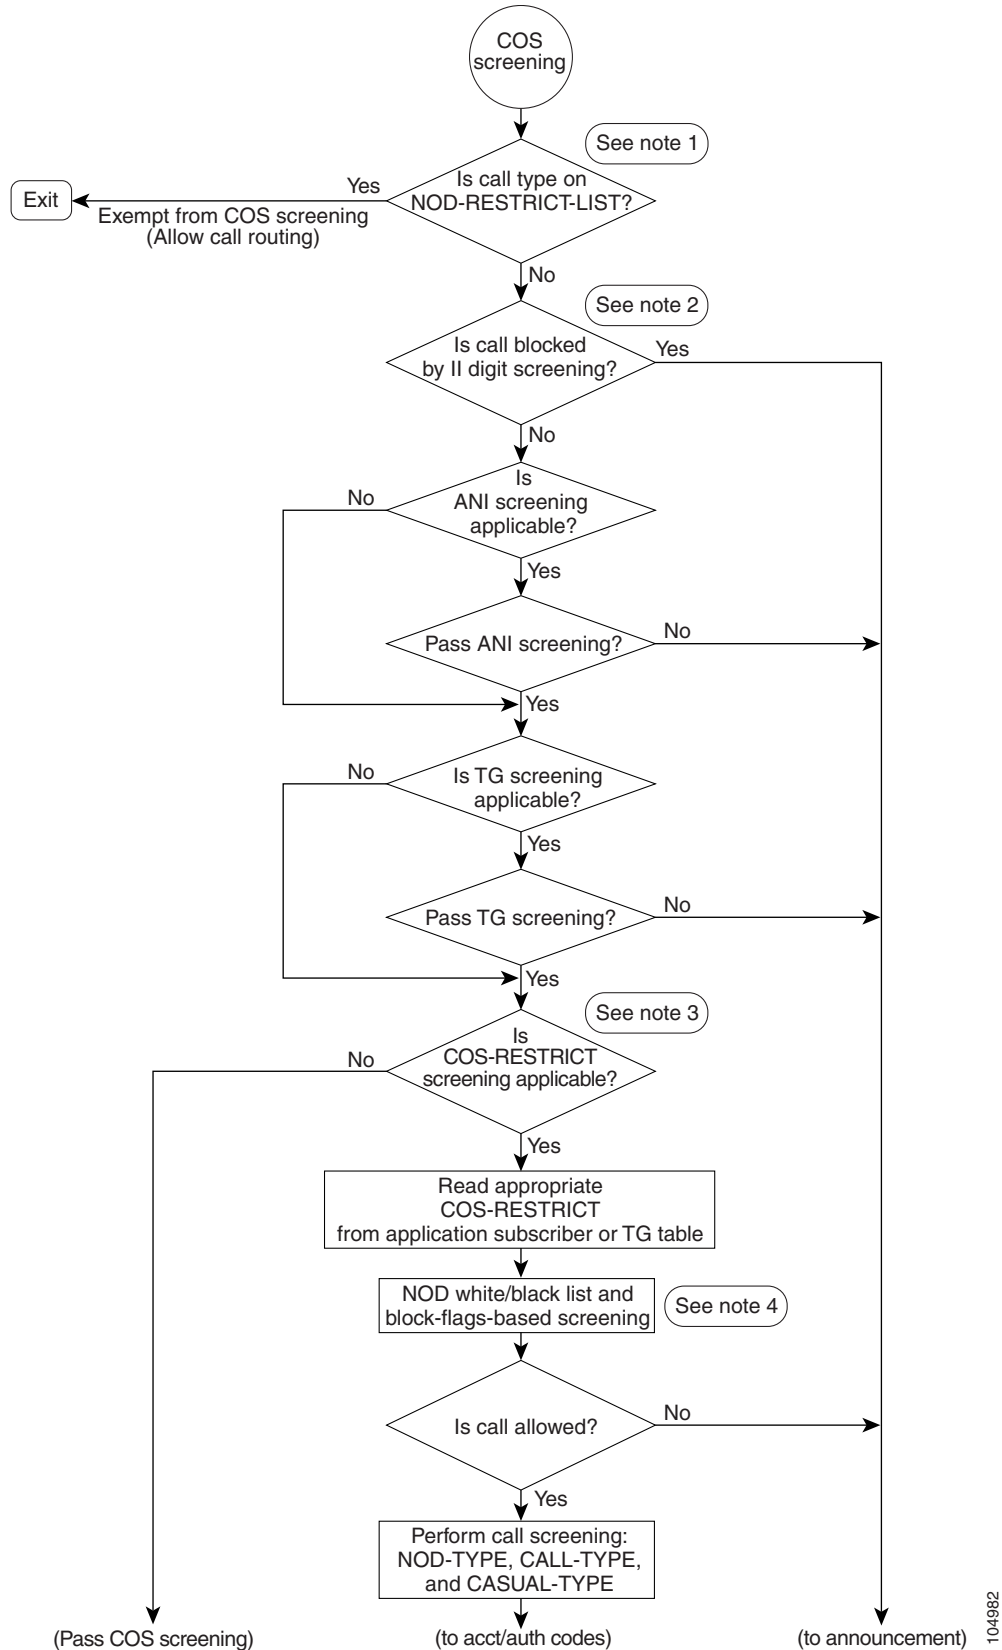 COS
screening
See note 1
Is call type on
NOD-RESTRICT-LIST?
Yes
Exit
Exempt from COS screening
(Allow call routing)
No
See note 2
Is call blocked
by II digit screening?
Yes
No
Is
ANI screening
applicable?
No
Yes
Pass ANI screening?
No
Yes
Is TG screening
applicable?
No
Yes
Pass TG screening?
No
Yes
See note 3
Is
COS-RESTRICT
screening applicable?
No
Yes
Read appropriate
COS-RESTRICT
from application subscriber or TG table
NOD white/black list and
block-flags-based screening
See note 4
Is call allowed?
No
Yes
Perform call screening:
NOD-TYPE, CALL-TYPE,
and CASUAL-TYPE
(Pass COS screening)
(to acct/auth codes)
(to announcement)
104982